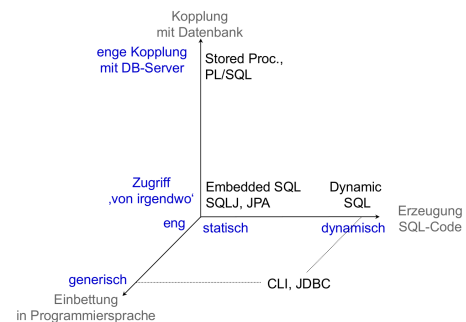 Kopplung
mit Datenbank
enge Kopplung
mit DB-Server
Stored Proc.,
PL/SQL
Zugriff
‚von irgendwo‘
Embedded SQL
SQLJ, JPA
Dynamic
SQL
eng
statisch
dynamisch
Erzeugung
SQL-Code
generisch
CLI, JDBC
Einbettung
in Programmiersprache